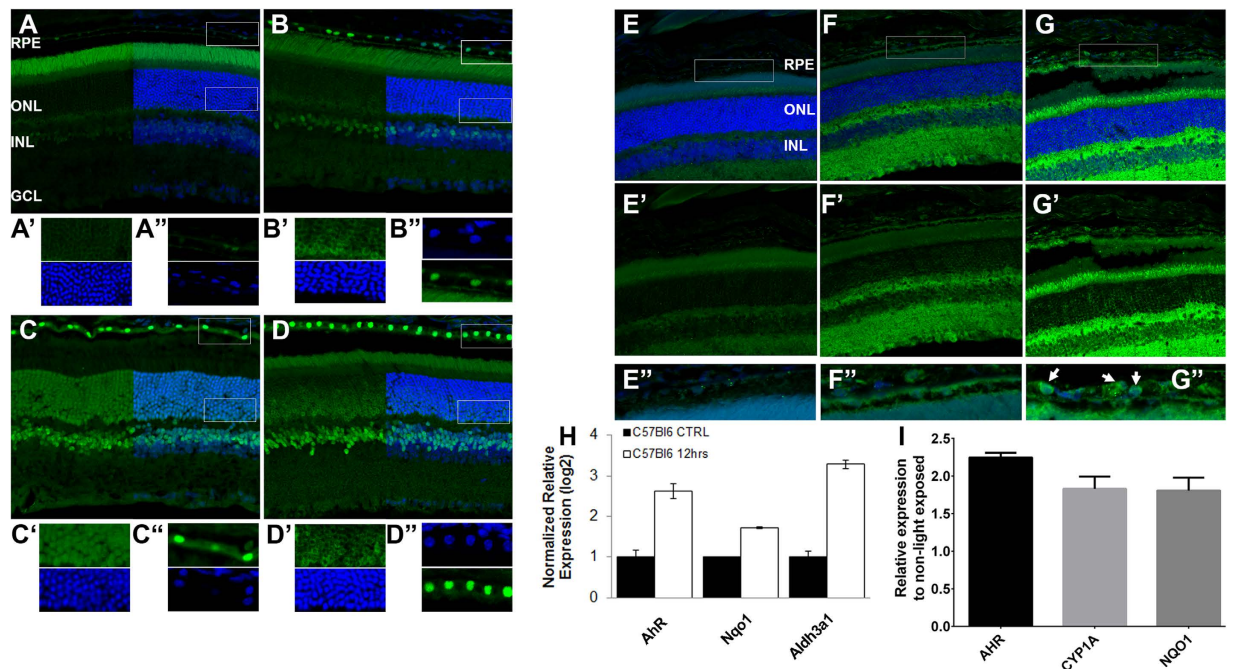 A
B
RPE
ONL
INL
GCL
A’
A”
B’
B”
C
D
C‘
C“
D’
D”
E
F
G
RPE
ONL
INL
E’
F’
G’
E”
F”
G”
H
Normalized Relative
Expression (log2)
4
3
2
1
0
C57Bl6 CTRL
C57Bl6 12hrs
AhR
Nqo1
Aldh3a1
I
Relative expression
to non-light exposed
2.5
2.0
1.5
1.0
0.5
0.0
AHR
CYP1A
NQO1